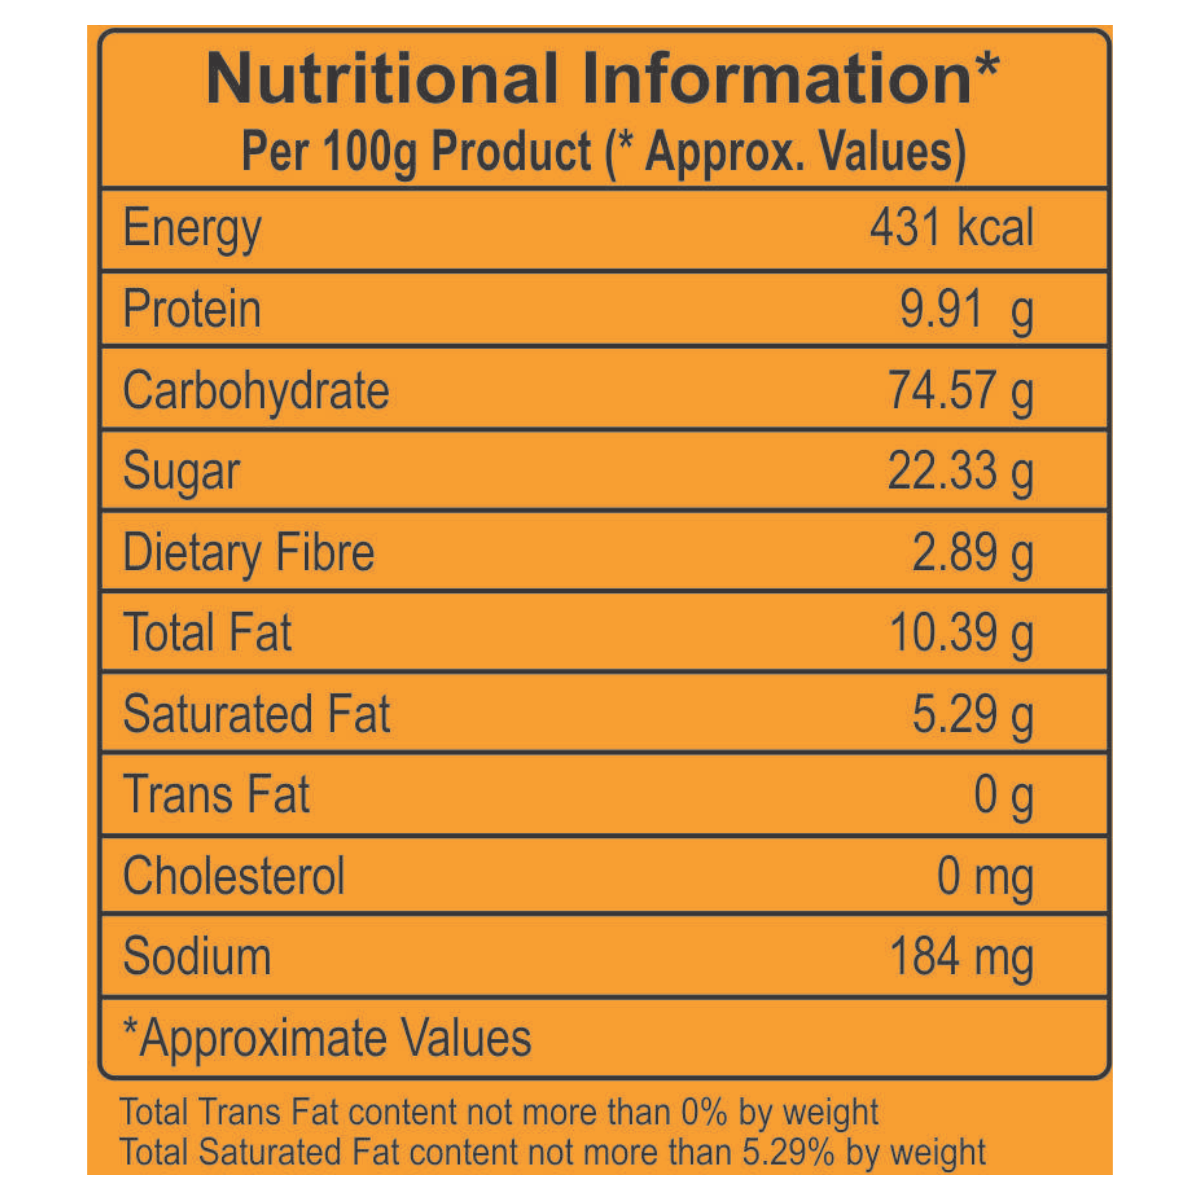 Nutritional Information*
Per 100g Product (* Approx. Values)
Energy 431 kcal
Protein 9.91 g
Carbohydrate 74.57 g
Sugar 22.33 g
Dietary Fibre 2.89 g
Total Fat 10.39 g
Saturated Fat 5.29 g
Trans Fat 0 g
Cholesterol 0 mg
Sodium 184 mg
*Approximate Values
Total Trans Fat content not more than 0% by weight
Total Saturated Fat content not more than 5.29% by weight